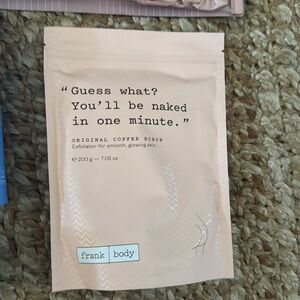 “Guess what?
You’ll be naked
in one minute.”
ORIGINAL COFFEE SCRUB
Exfoliator for smooth, glowing skin.
℮ 200 g — 7.05 oz
frank body